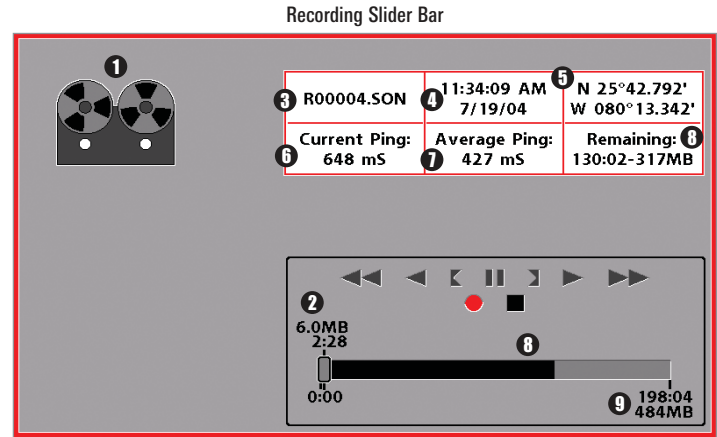 Recording Slider Bar
1
3 R00004.SON
4 11:34:09 AM
7/19/04
5 N 25°42.792'
W 080°13.342'
6 Current Ping:
648 mS
7 Average Ping:
427 mS
Remaining: 8
130:02-317MB
2
6.0MB
2:28
8
0:00
9 198:04
484MB